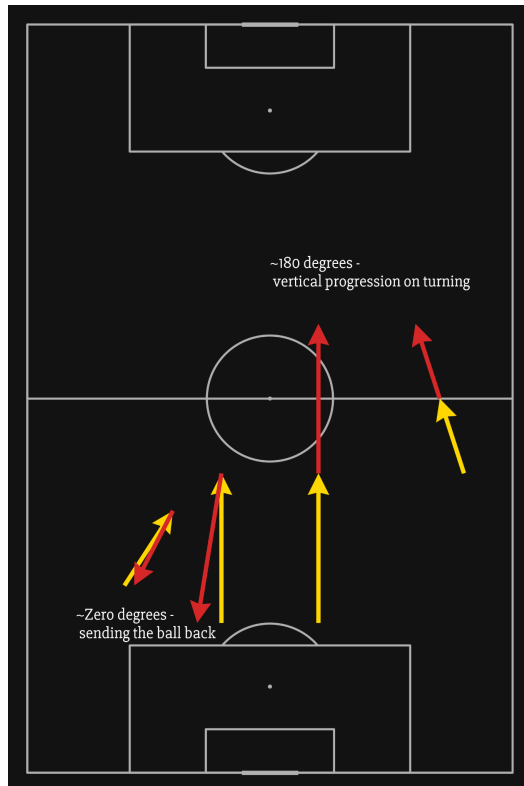 ~180 degrees -
vertical progression on turning
~Zero degrees -
sending the ball back